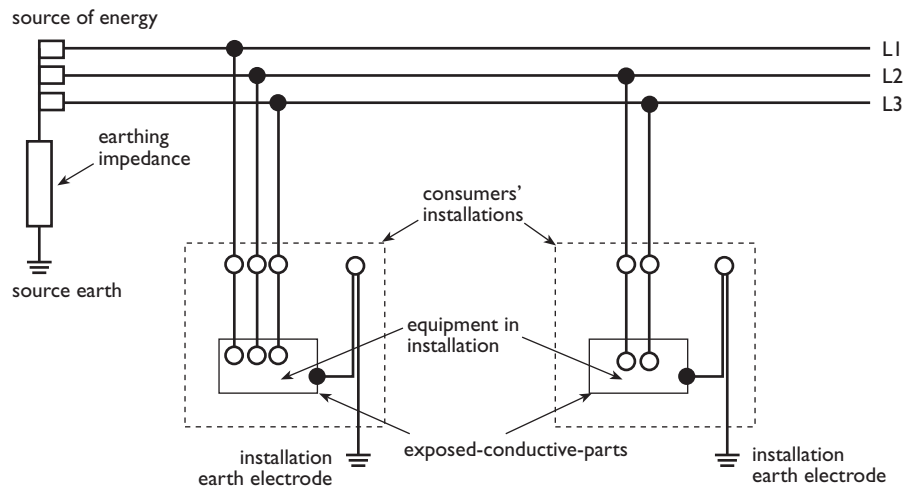 source of energy
L1
L2
L3
earthing
impedance
consumers’
installations
source earth
equipment in
installation
exposed-conductive-parts
installation
earth electrode
installation
earth electrode